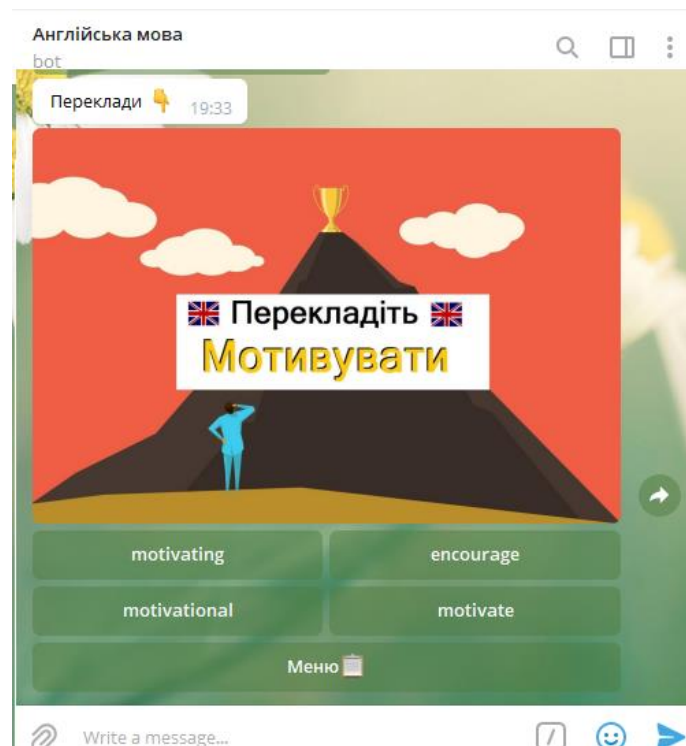 Англійська мова
bot
Переклади 👇 19:33
🇬🇧 Перекладіть 🇬🇧
Мотивувати
motivating
encourage
motivational
motivate
Меню📋
Write a message...